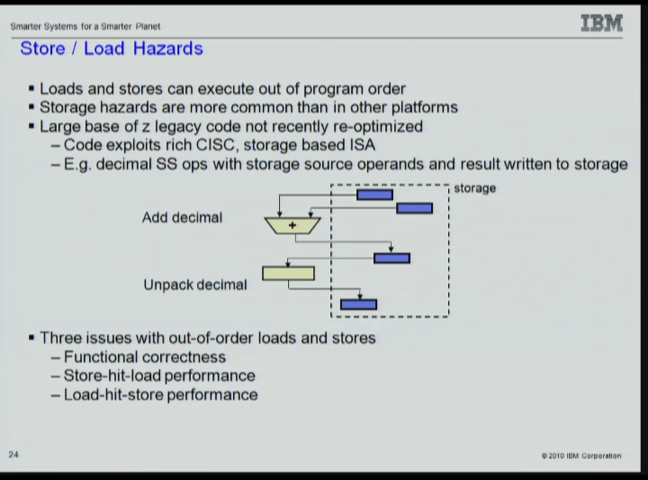 Smarter Systems for a Smarter Planet
IBM
Store / Load Hazards
▪ Loads and stores can execute out of program order
▪ Storage hazards are more common than in other platforms
▪ Large base of z legacy code not recently re-optimized
– Code exploits rich CISC, storage based ISA
– E.g. decimal SS ops with storage source operands and result written to storage
storage
Add decimal
+
Unpack decimal
▪ Three issues with out-of-order loads and stores
– Functional correctness
– Store-hit-load performance
– Load-hit-store performance
24
© 2010 IBM Corporation